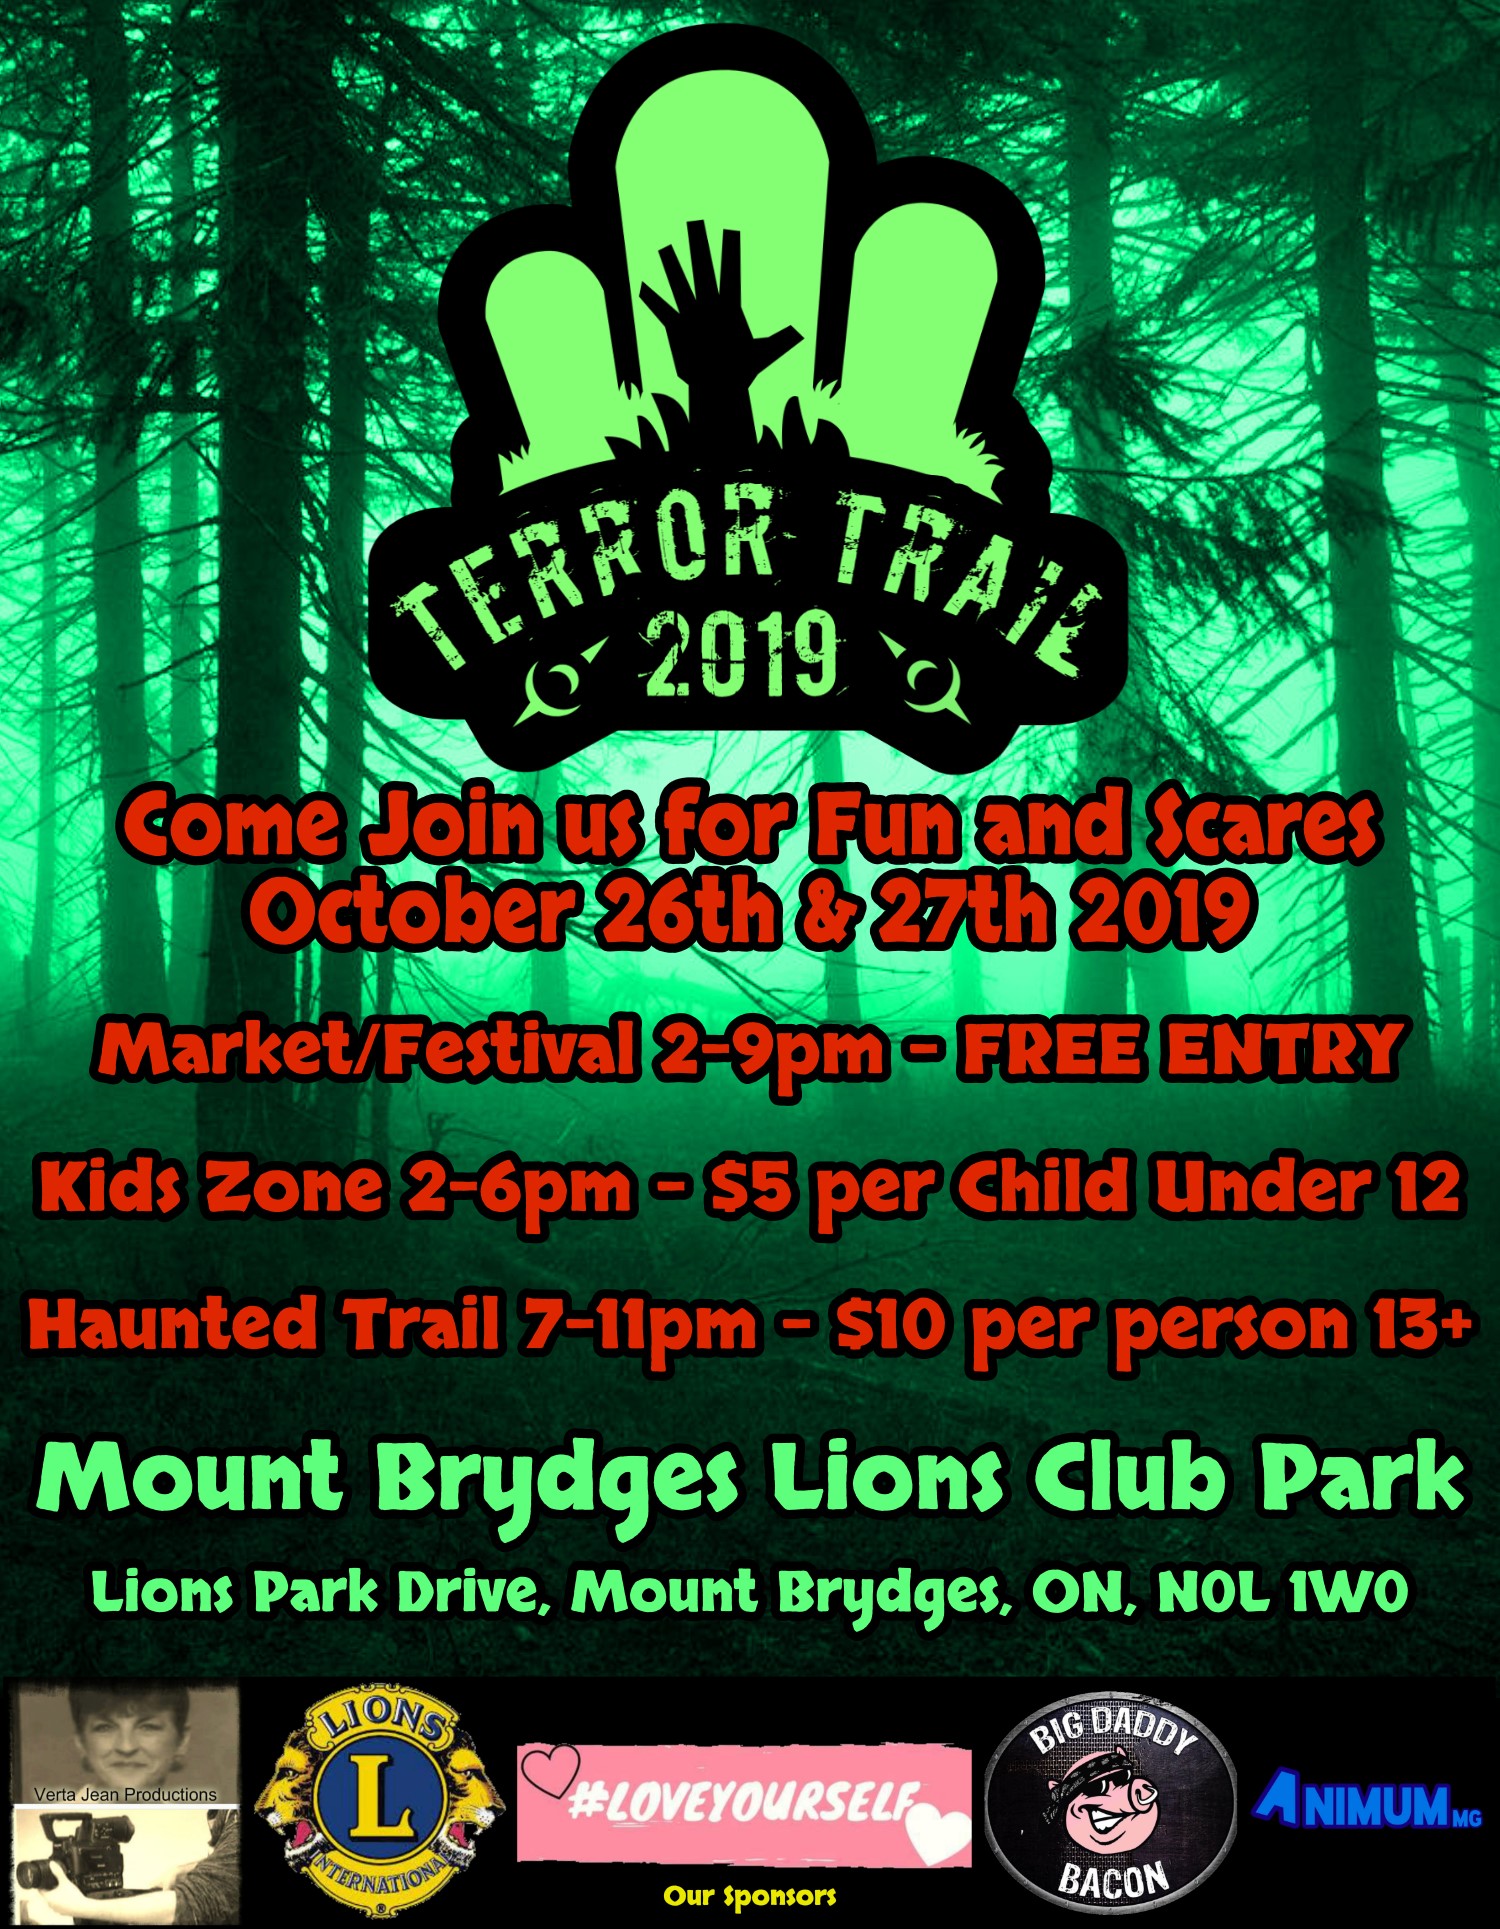 TERROR TRAIL
2019
Come Join us for Fun and Scares
October 26th & 27th 2019
Market/Festival 2-9pm - FREE ENTRY
Kids Zone 2-6pm - $5 per Child Under 12
Haunted Trail 7-11pm - $10 per person 13+
Mount Brydges Lions Club Park
Lions Park Drive, Mount Brydges, ON, N0L 1W0
Verta Jean Productions
LIONS
L
INTERNATIONAL
®
#LOVEYOURSELF
BIG DADDY
BACON
ANIMUM MG
Our Sponsors